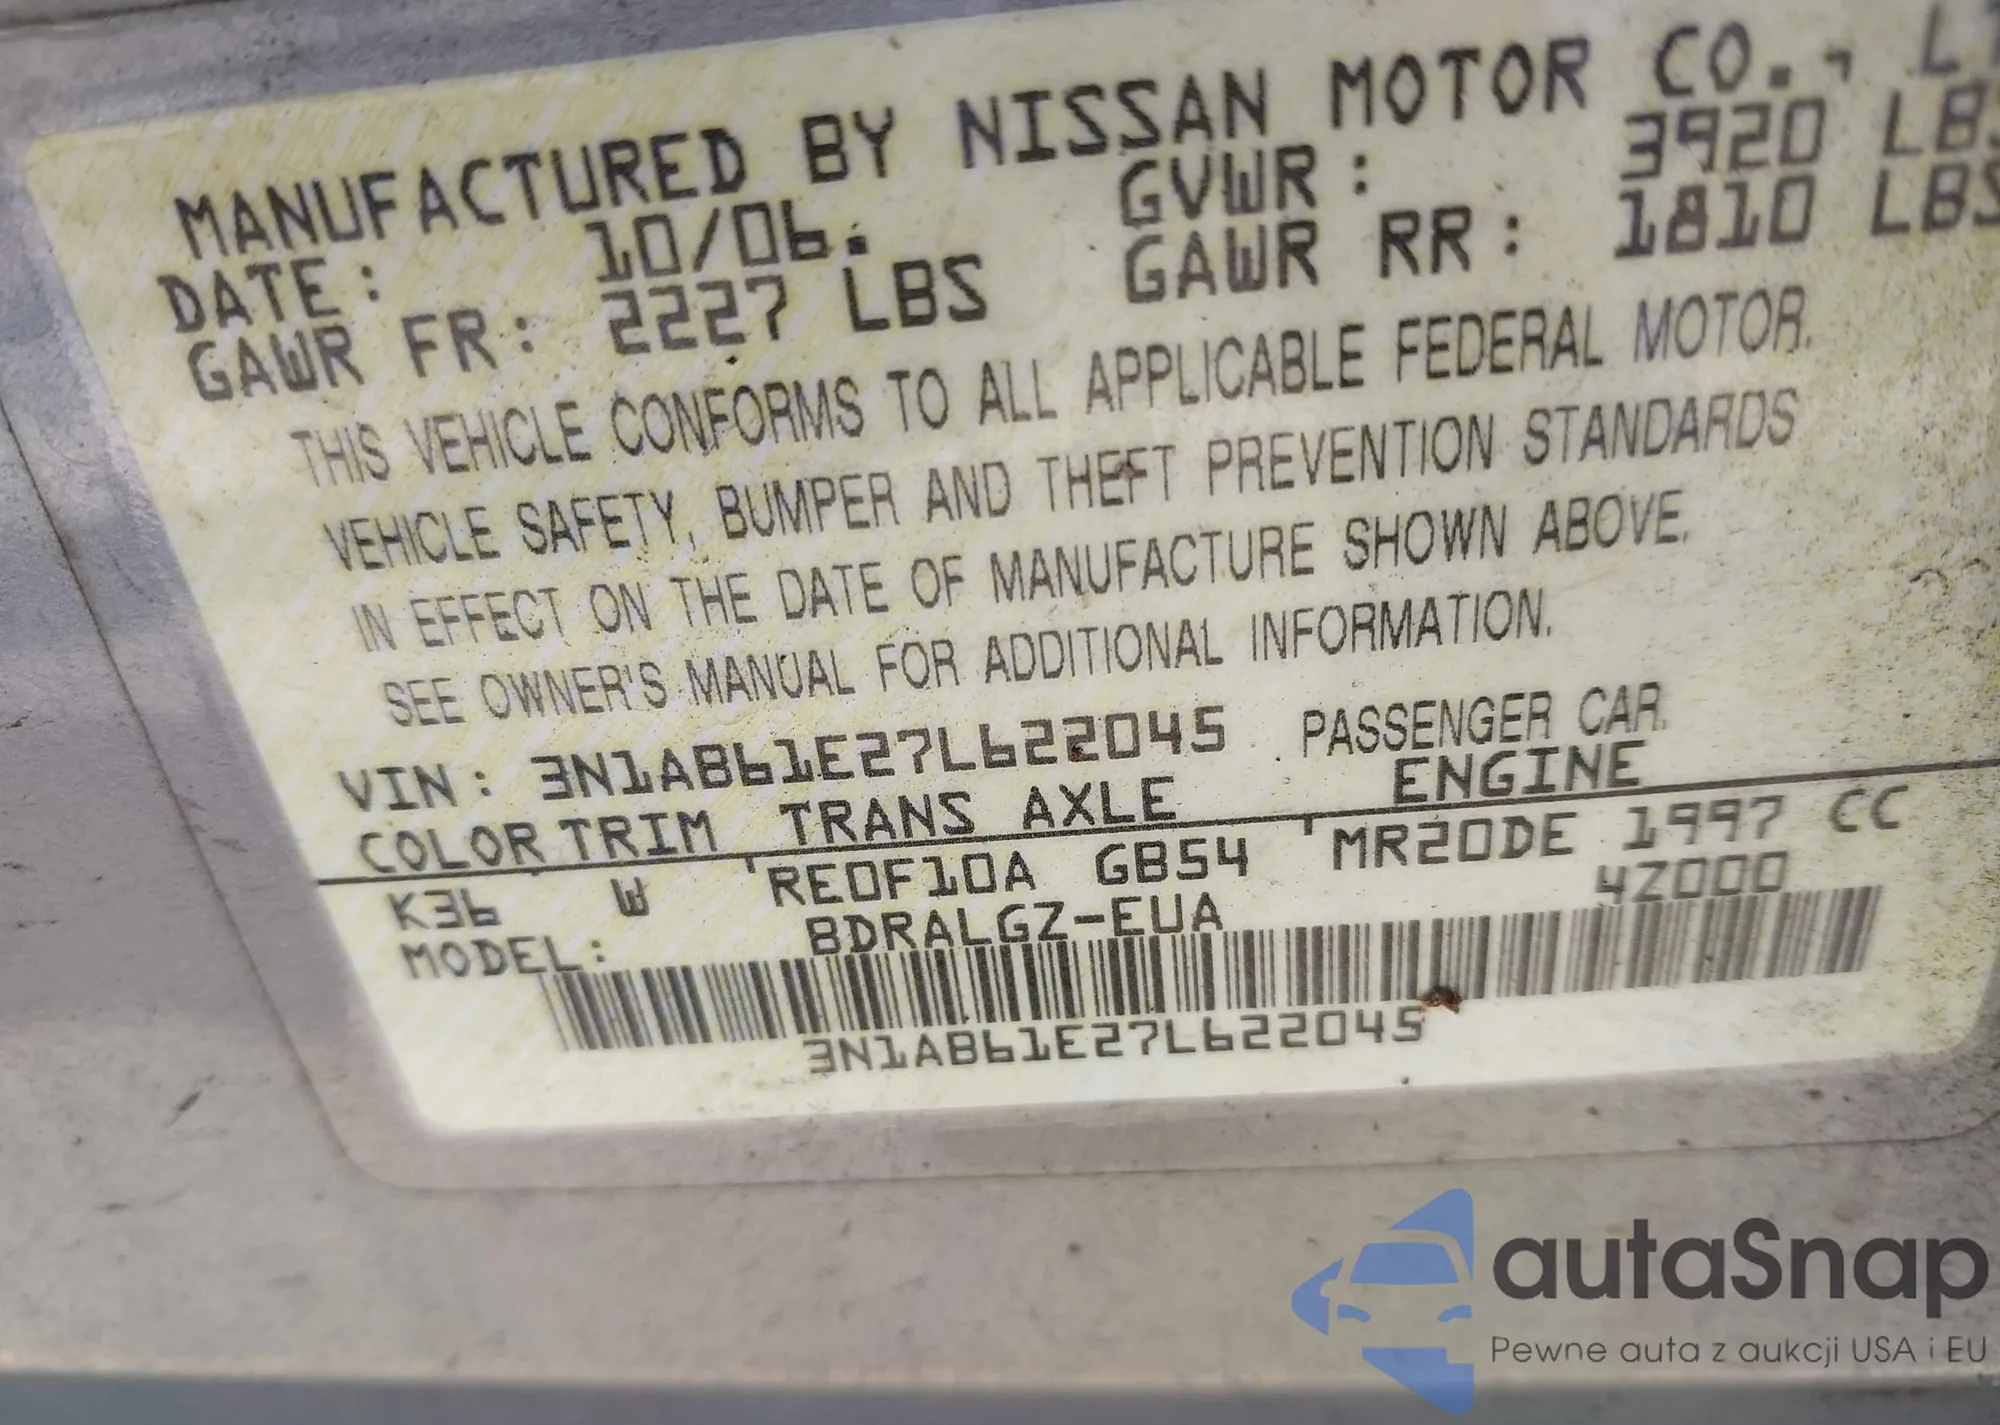 MANUFACTURED BY NISSAN MOTOR CO.,
DATE: 10/06. GVWR: 3920 LBS
GAWR FR: 2227 LBS GAWR RR: 1810 LBS
THIS VEHICLE CONFORMS TO ALL APPLICABLE FEDERAL MOTOR.
VEHICLE SAFETY, BUMPER AND THEFT PREVENTION STANDARDS
IN EFFECT ON THE DATE OF MANUFACTURE SHOWN ABOVE.
SEE OWNER'S MANUAL FOR ADDITIONAL INFORMATION.
VIN: 3N1AB61E27L622045 PASSENGER CAR.
COLOR TRIM TRANS AXLE ENGINE
K36 W RE0F10A GB54 MR20DE 1997 CC
MODEL: BDRALGZ-EUA 4Z000
3N1AB61E27L622045
autaSnap
Pewne auta z aukcji USA i EU